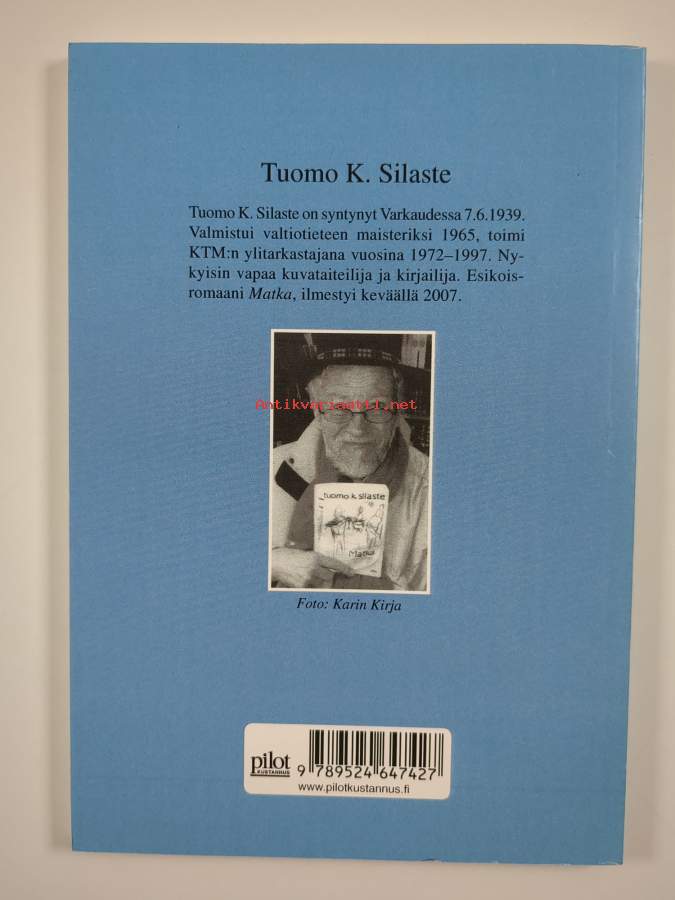 Tuomo K. Silaste
Tuomo K. Silaste on syntynyt Varkaudessa 7.6.1939.
Valmistui valtiotieteen maisteriksi 1965, toimi
KTM:n ylitarkastajana vuosina 1972–1997. Ny-
kyisin vapaa kuvataiteilija ja kirjailija. Esikois-
romaani Matka, ilmestyi keväällä 2007.
Antikvariaatti.net
tuomo k. silaste
Matka
Foto: Karin Kirja
pilot
KUSTANNUS
9 789524 647427
www.pilotkustannus.fi